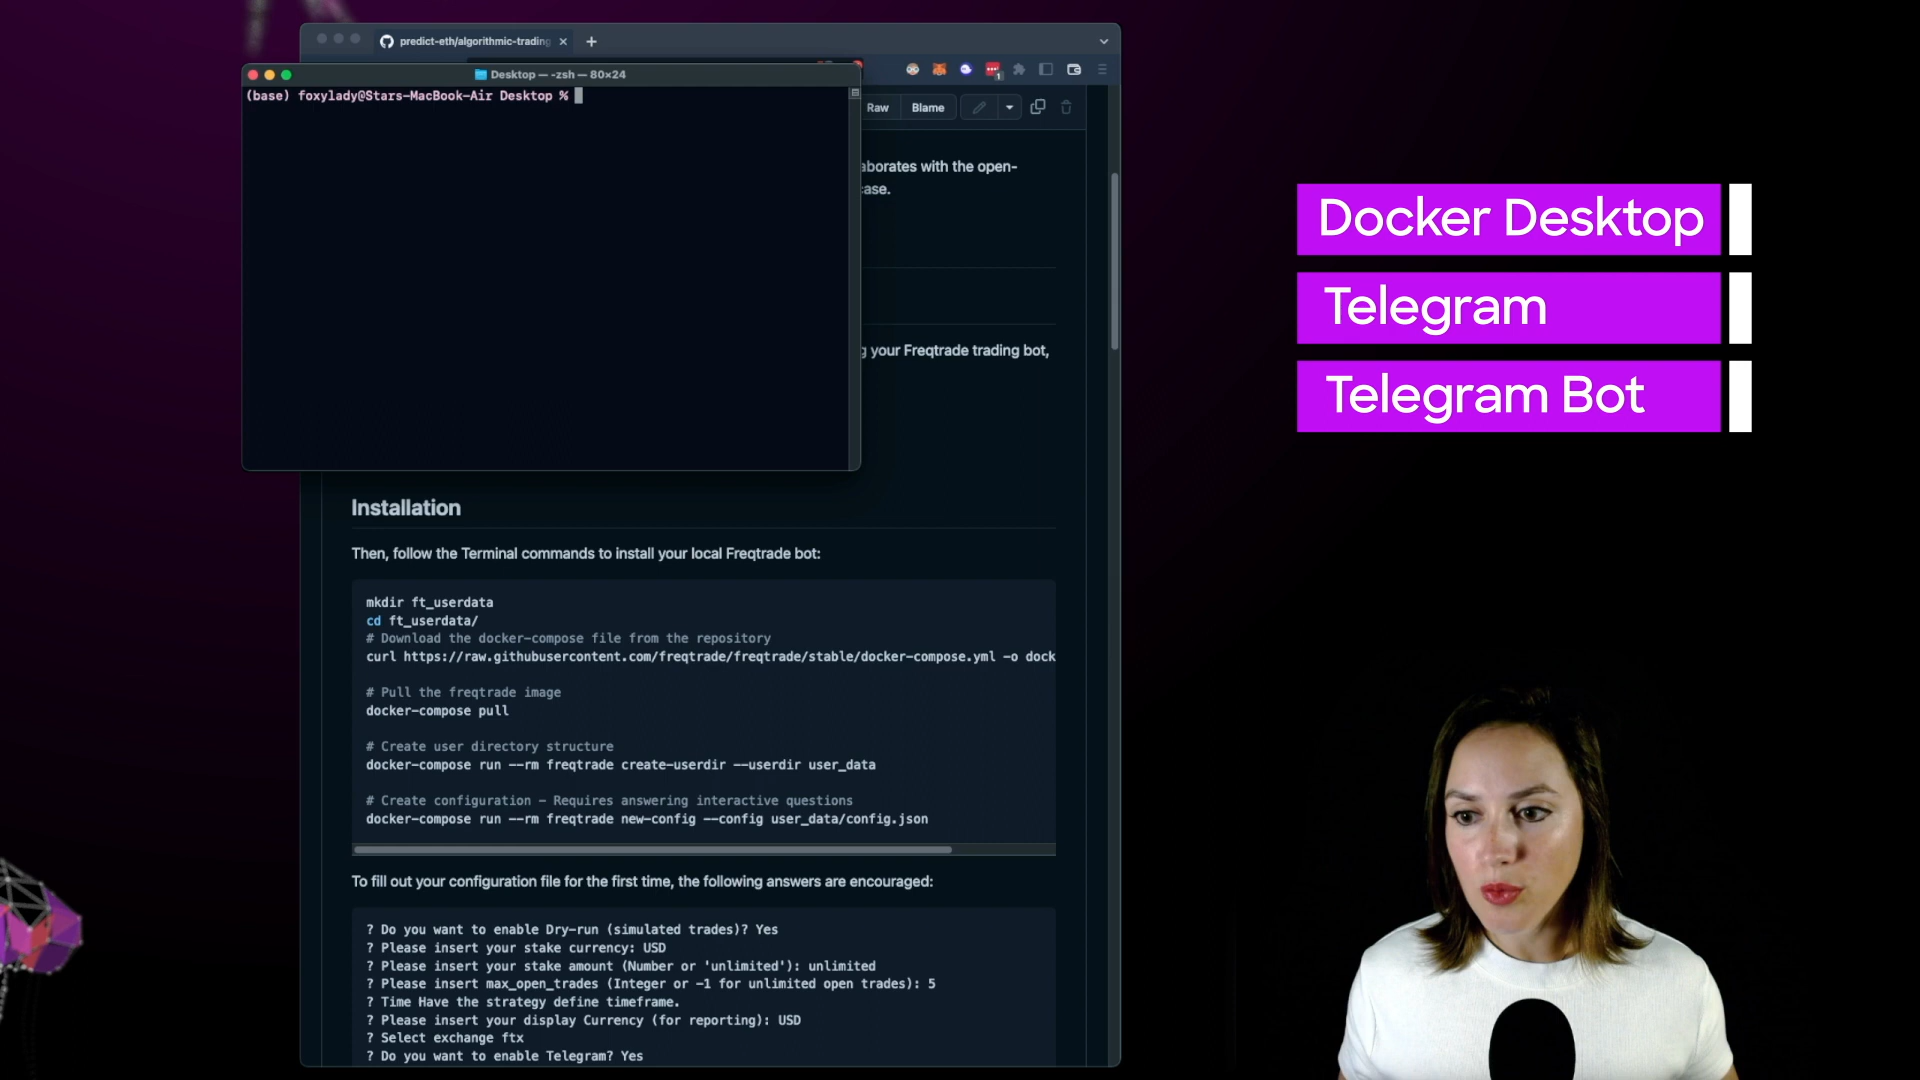 predict-eth/algorithmic-trading
Desktop — -zsh — 80×24
(base) foxylady@Stars-MacBook-Air Desktop %
Raw
Blame
1
aborates with the open-
ase.
g your Freqtrade trading bot,
Installation
Then, follow the Terminal commands to install your local Freqtrade bot:
mkdir ft_userdata
cd ft_userdata/
# Download the docker-compose file from the repository
curl https://raw.githubusercontent.com/freqtrade/freqtrade/stable/docker-compose.yml -o dock
# Pull the freqtrade image
docker-compose pull
# Create user directory structure
docker-compose run --rm freqtrade create-userdir --userdir user_data
# Create configuration - Requires answering interactive questions
docker-compose run --rm freqtrade new-config --config user_data/config.json
To fill out your configuration file for the first time, the following answers are encouraged:
? Do you want to enable Dry-run (simulated trades)? Yes
? Please insert your stake currency: USD
? Please insert your stake amount (Number or 'unlimited'): unlimited
? Please insert max_open_trades (Integer or -1 for unlimited open trades): 5
? Time Have the strategy define timeframe.
? Please insert your display Currency (for reporting): USD
? Select exchange ftx
? Do you want to enable Telegram? Yes
Docker Desktop
Telegram
Telegram Bot